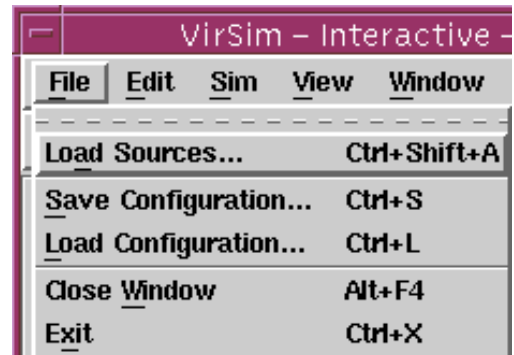 VirSim – Interactive –
File Edit Sim View Window
Load Sources... Ctrl+Shift+A
Save Configuration... Ctrl+S
Load Configuration... Ctrl+L
Close Window Alt+F4
Exit Ctrl+X